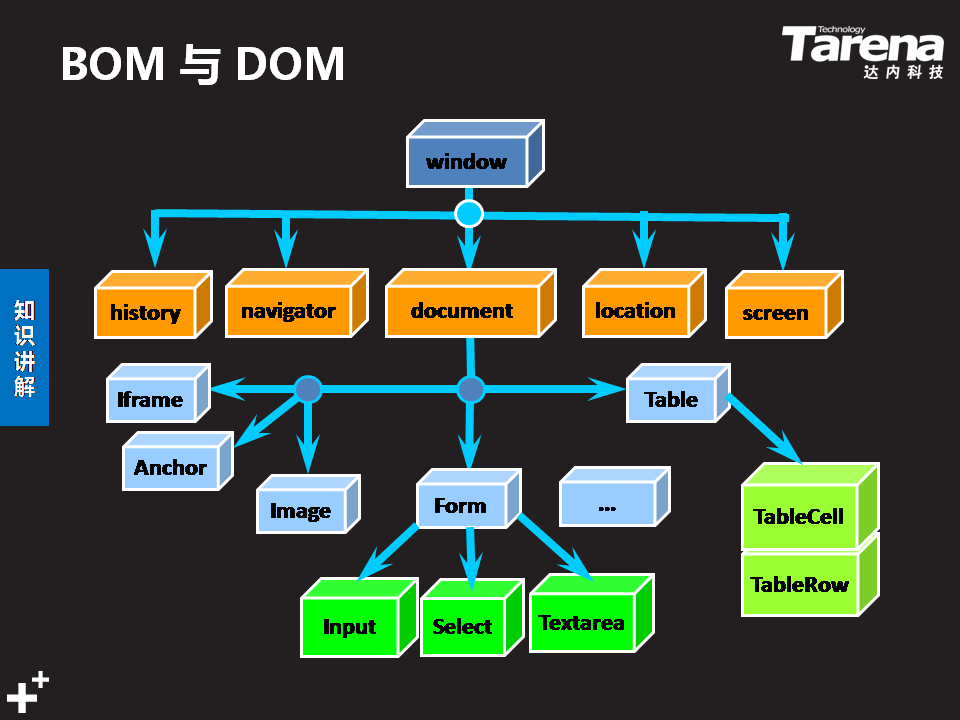 BOM 与 DOM
Technology
Tarena
达内科技
window
history
navigator
document
location
screen
知识讲解
Iframe
Table
Anchor
Image
Form
...
TableCell
TableRow
Input
Select
Textarea